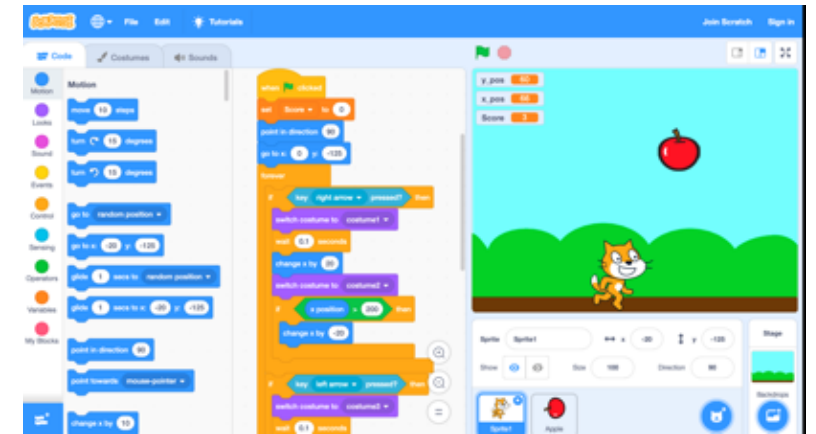 SCRATCH File Edit Tutorials Join Scratch Sign in
Code Costumes Sounds
Motion
Looks
Sound
Events
Control
Sensing
Operators
Variables
My Blocks
Motion
move 10 steps
turn 15 degrees
turn 15 degrees
go to random position
go to x: -20 y: -125
glide 1 secs to random position
glide 1 secs to x: -20 y: -125
point in direction 90
point towards mouse-pointer
change x by 10
when clicked
set Score to 0
point in direction 90
go to x: 0 y: -125
forever
if key right arrow pressed? then
switch costume to costume1
wait 0.1 seconds
change x by 20
switch costume to costume2
if x position > 200 then
change x by -20
if key left arrow pressed? then
switch costume to costume3
wait 0.1 seconds
y_pos 60
x_pos 66
Score 3
Sprite Sprite1 x -20 y -125
Show Size 100 Direction 90
Sprite1
Apple
Stage
Backdrops